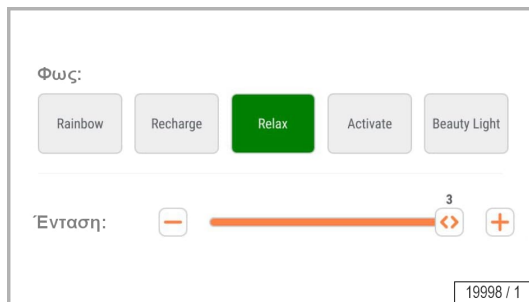 Φως:
Rainbow Recharge Relax Activate Beauty Light
3
Ένταση:
19998 / 1